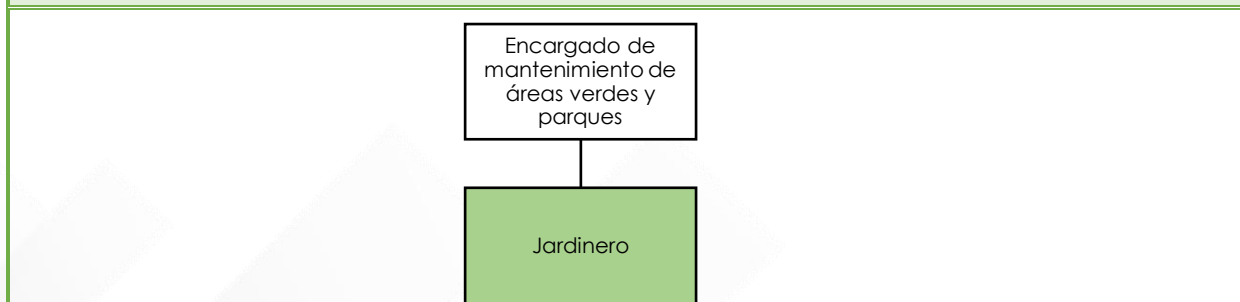 Encargado de
mantenimiento de
áreas verdes y
parques
Jardinero